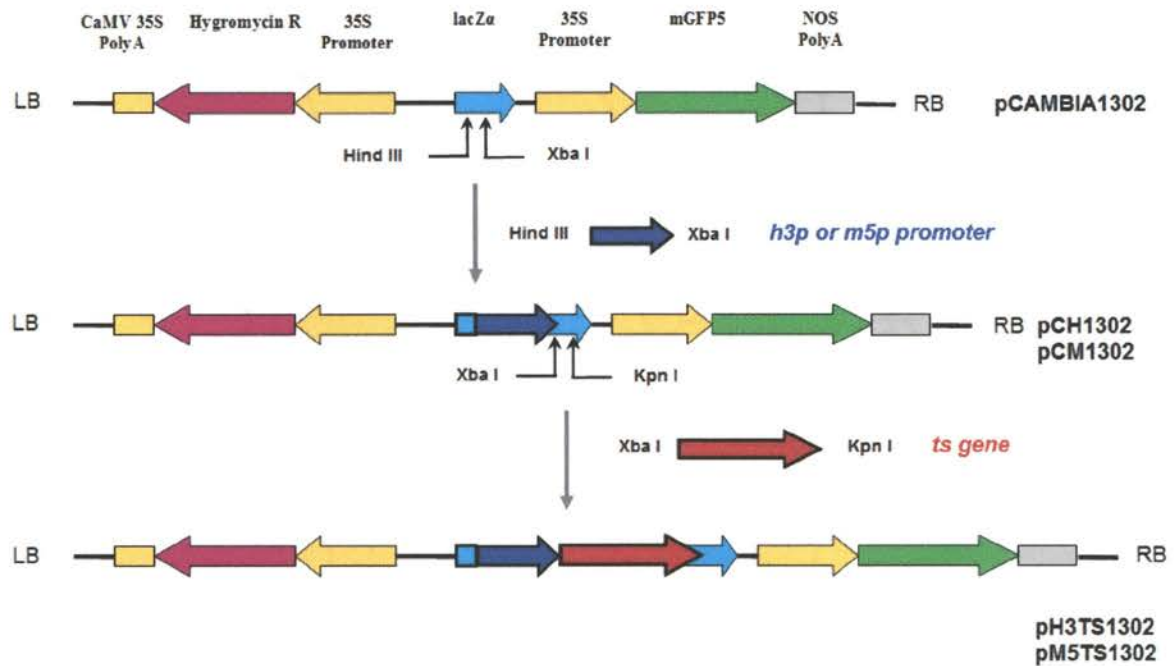 CaMV 35S PolyA
Hygromycin R
35S Promoter
lacZα
35S Promoter
mGFP5
NOS PolyA
LB
RB
pCAMBIA1302
Hind III
Xba I
Hind III
Xba I
h3p or m5p promoter
LB
RB
pCH1302
pCM1302
Xba I
Kpn I
Xba I
Kpn I
ts gene
LB
RB
pH3TS1302
pM5TS1302